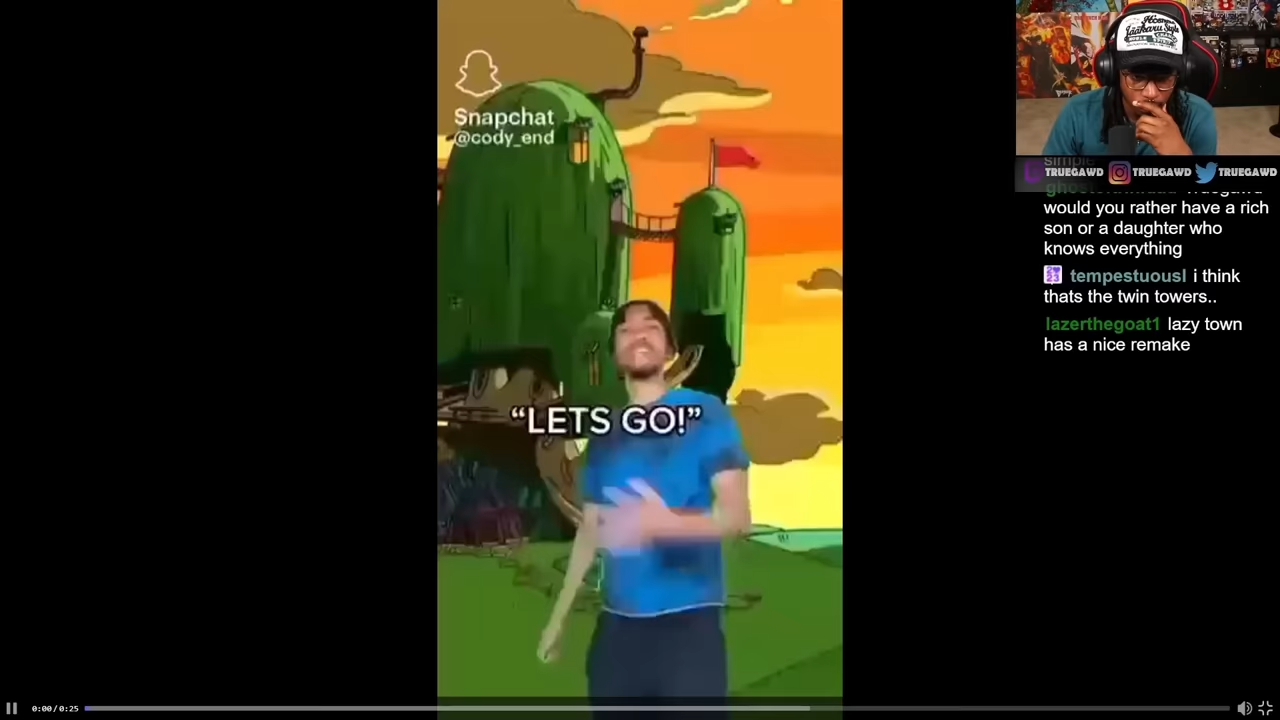 Snapchat
@cody_end
“LETS GO!”
TRUEGAWD
TRUEGAWD
TRUEGAWD
would you rather have a rich
son or a daughter who
knows everything
tempestuousl i think
thats the twin towers..
lazerthegoat1 lazy town
has a nice remake
0:00/0:25